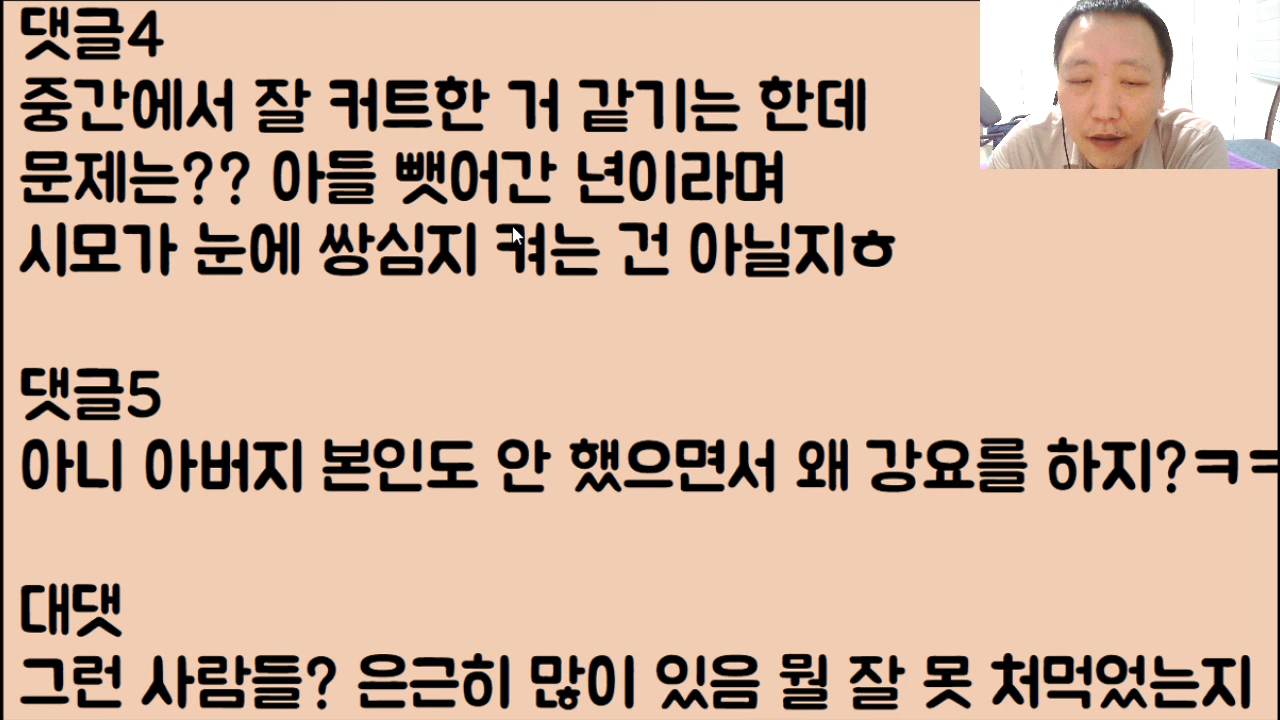 댓글4
중간에서 잘 커트한 거 같기는 한데
문제는?? 아들 뺏어간 년이라며
시모가 눈에 쌍심지 켜는 건 아닐지ㅎ
댓글5
아니 아버지 본인도 안 했으면서 왜 강요를 하지?ㅋㅋ
대댓
그런 사람들? 은근히 많이 있음 뭘 잘 못 처먹었는지